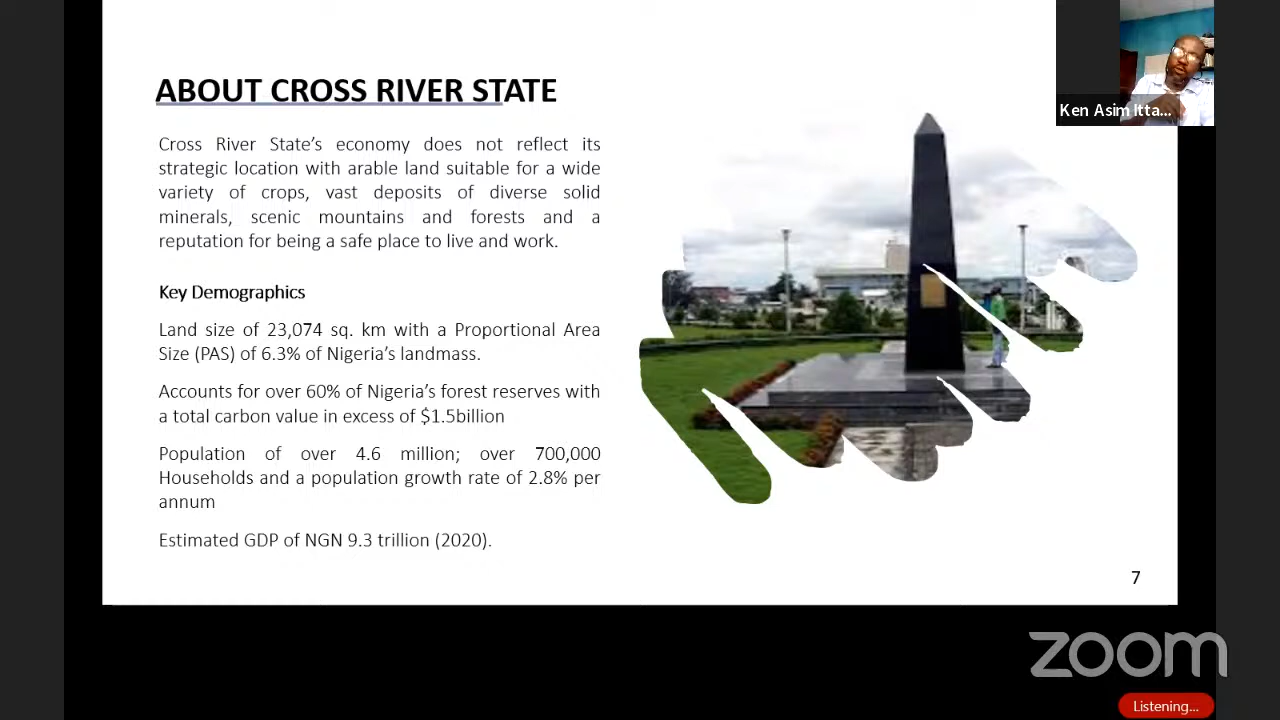 ABOUT CROSS RIVER STATE
Ken Asim Itta...
Cross River State’s economy does not reflect its
strategic location with arable land suitable for a wide
variety of crops, vast deposits of diverse solid
minerals, scenic mountains and forests and a
reputation for being a safe place to live and work.
Key Demographics
Land size of 23,074 sq. km with a Proportional Area
Size (PAS) of 6.3% of Nigeria’s landmass.
Accounts for over 60% of Nigeria’s forest reserves with
a total carbon value in excess of $1.5billion
Population of over 4.6 million; over 700,000
Households and a population growth rate of 2.8% per
annum
Estimated GDP of NGN 9.3 trillion (2020).
7
zoom
Listening...